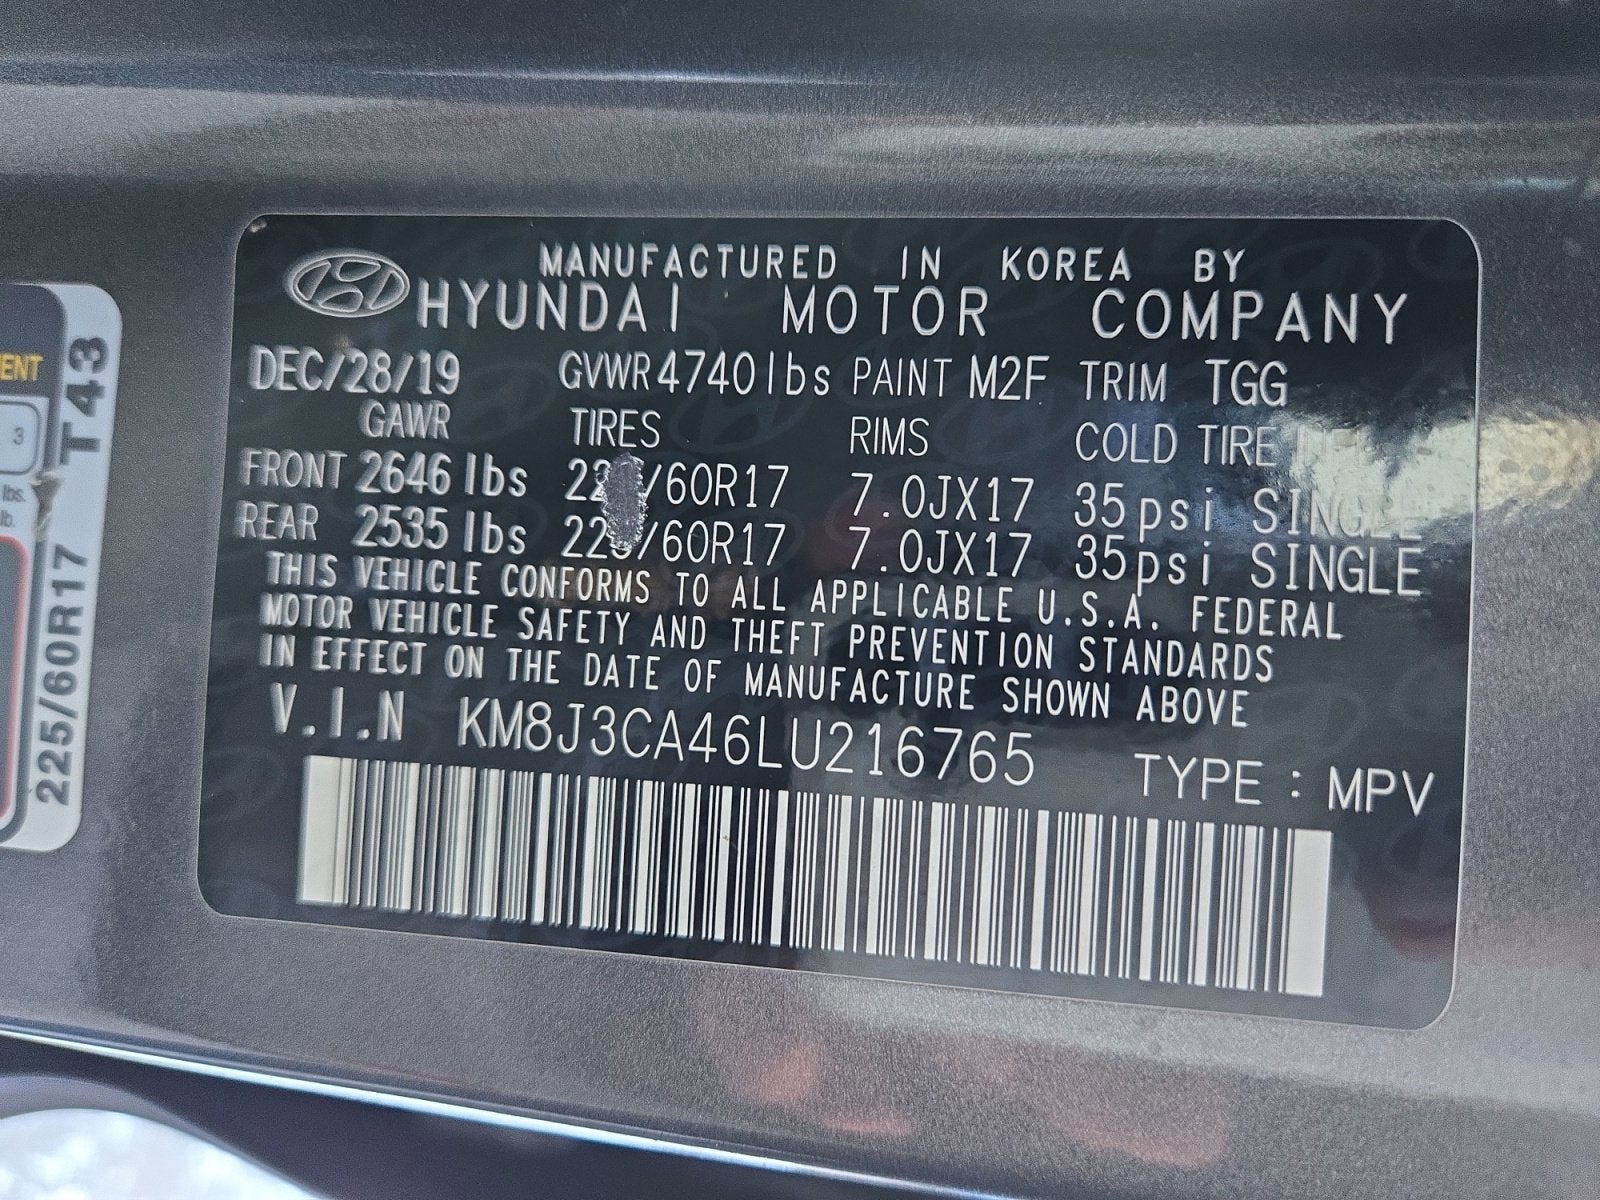 MANUFACTURED IN KOREA BY
HYUNDAI MOTOR COMPANY
DEC/28/19 GVWR 4740 lbs PAINT M2F TRIM TGG
GAWR TIRES RIMS COLD TIRE
FRONT 2646 lbs /60R17 7.0JX17 35psi SINGLE
REAR 2535 lbs /60R17 7.0JX17 35psi SINGLE
THIS VEHICLE CONFORMS TO ALL APPLICABLE U.S.A. FEDERAL
MOTOR VEHICLE SAFETY AND THEFT PREVENTION STANDARDS
IN EFFECT ON THE DATE OF MANUFACTURE SHOWN ABOVE
V.I.N KM8J3CA46LU216765
TYPE : MPV
3
lbs.
225/60R17 T43